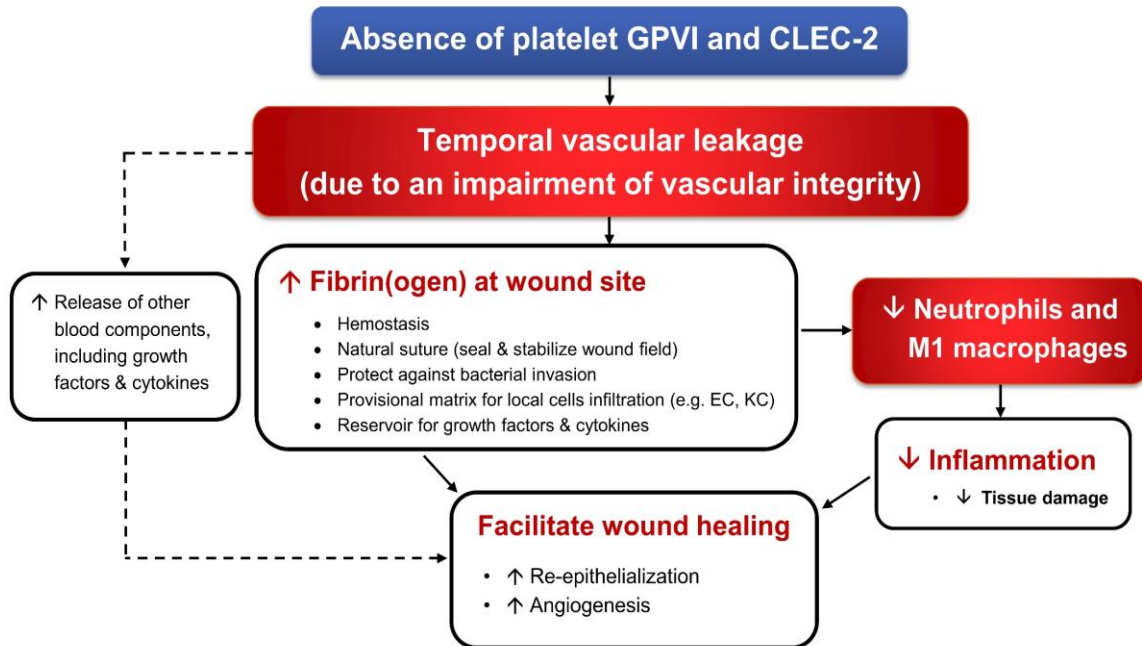 Absence of platelet GPVI and CLEC-2
Temporal vascular leakage
(due to an impairment of vascular integrity)
↑ Release of other
blood components,
including growth
factors & cytokines
↑ Fibrin(ogen) at wound site
• Hemostasis
• Natural suture (seal & stabilize wound field)
• Protect against bacterial invasion
• Provisional matrix for local cells infiltration (e.g. EC, KC)
• Reservoir for growth factors & cytokines
↓ Neutrophils and
M1 macrophages
↓ Inflammation
• ↓ Tissue damage
Facilitate wound healing
• ↑ Re-epithelialization
• ↑ Angiogenesis